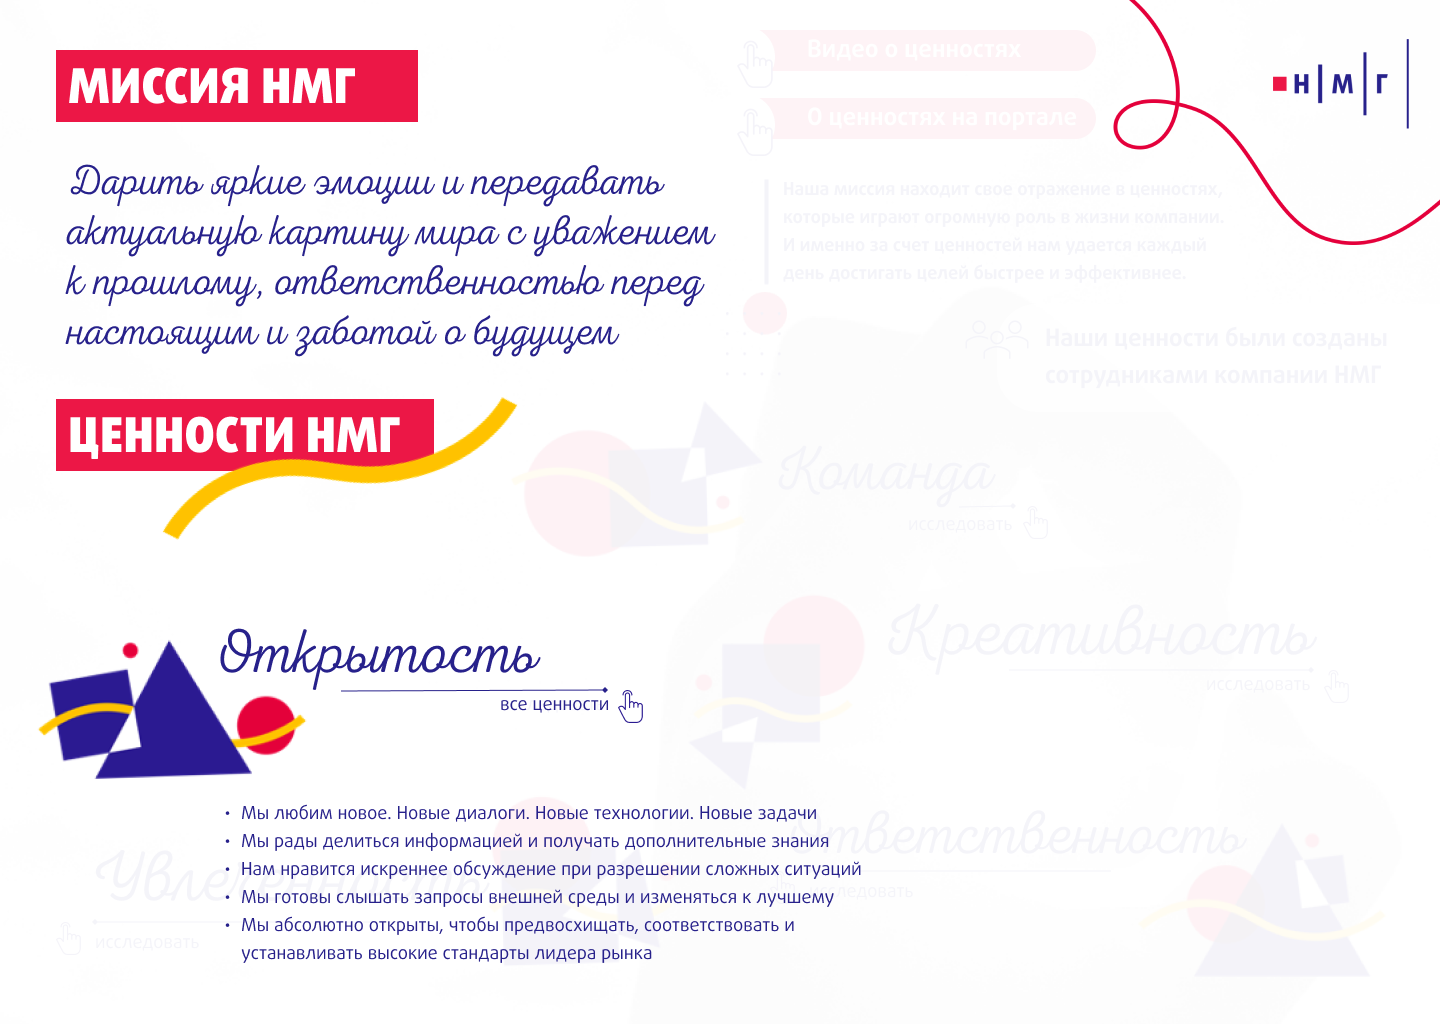 МИССИЯ НМГ
Дарить яркие эмоции и передавать
актуальную картину мира с уважением
к прошлому, ответственностью перед
настоящим и заботой о будущем
Видео о ценностях
О ценностях на портале
НМГ
Наша миссия находит свое отражение в ценностях,
которые играют огромную роль в жизни компании.
И именно за счет ценностей нам удается каждый
день достигать целей быстрее и эффективнее.
Наши ценности были созданы
сотрудниками компании НМГ
ЦЕННОСТИ НМГ
Команда
исследовать
Открытость
все ценности
Креативность
исследовать
• Мы любим новое. Новые диалоги. Новые технологии. Новые задачи
• Мы рады делиться информацией и получать дополнительные знания
• Нам нравится искреннее обсуждение при разрешении сложных ситуаций
• Мы готовы слышать запросы внешней среды и изменяться к лучшему
• Мы абсолютно открыты, чтобы предвосхищать, соответствовать и
устанавливать высокие стандарты лидера рынка
Увлеченность
исследовать
Ответственность
исследовать